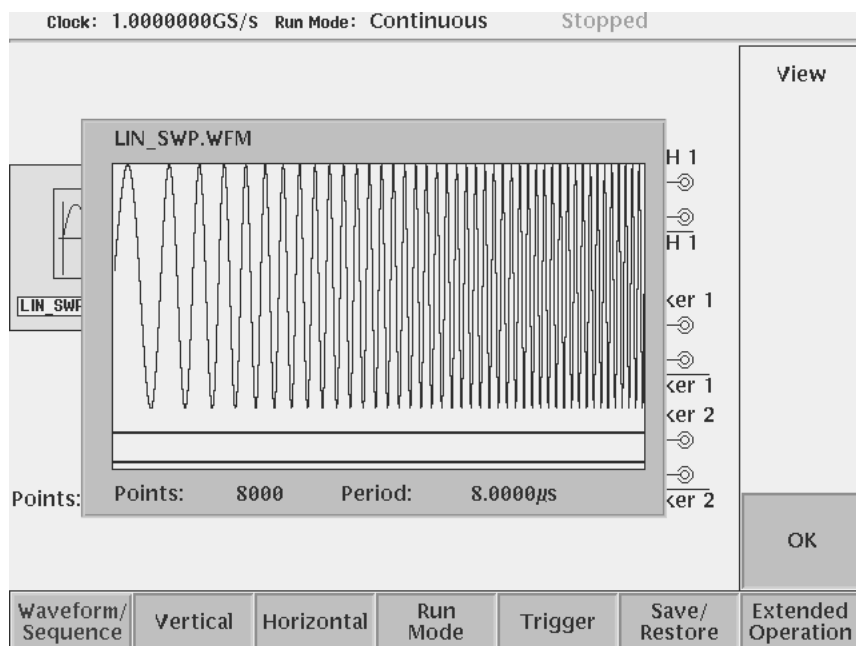 Clock: 1.0000000GS/s Run Mode: Continuous Stopped
View
LIN_SWP.WFM
H 1
H 1
LIN_SWP
ker 1
ker 1
ker 2
Points: 8000 Period: 8.0000µs
Points:
ker 2
OK
Waveform/
Sequence
Vertical
Horizontal
Run
Mode
Trigger
Save/
Restore
Extended
Operation